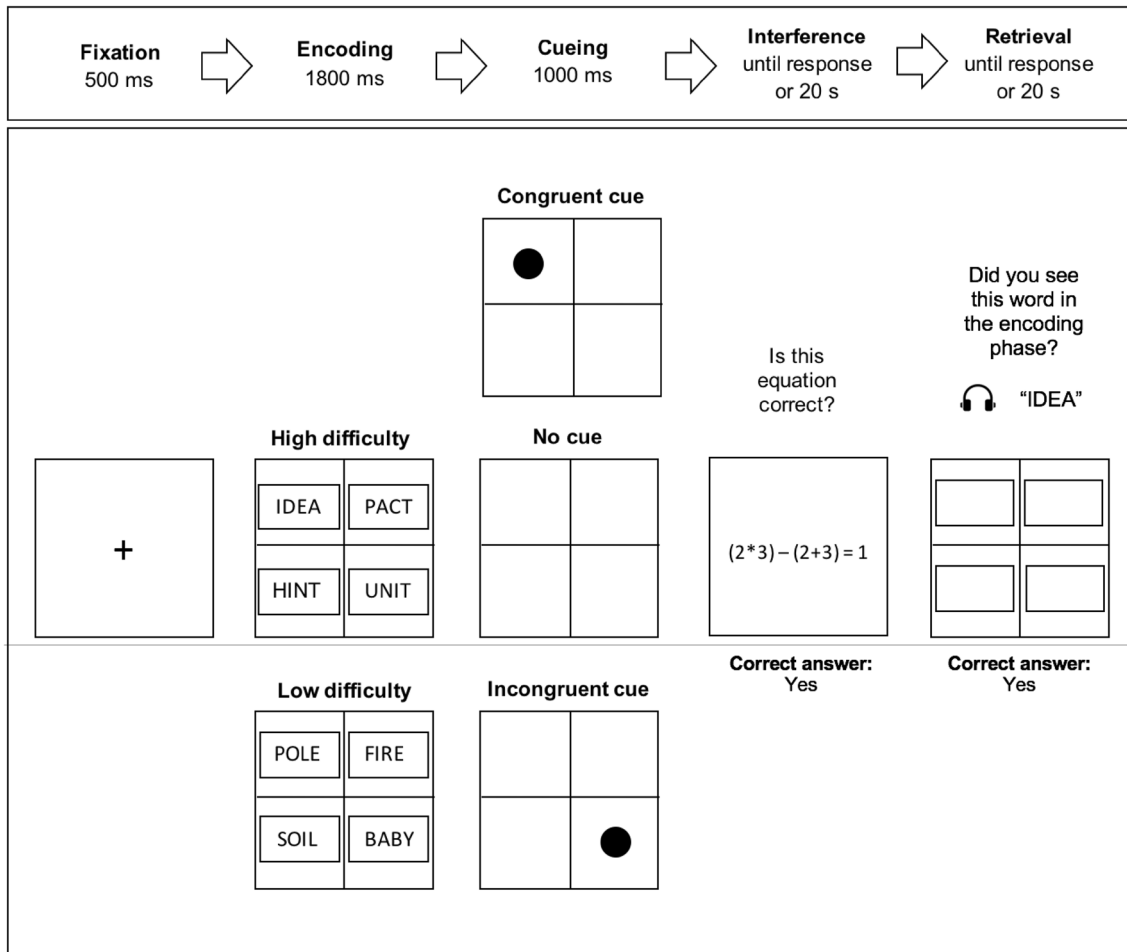 Fixation
500 ms
Encoding
1800 ms
Cueing
1000 ms
Interference
until response
or 20 s
Retrieval
until response
or 20 s
Congruent cue
Did you see
this word in
the encoding
phase?
“IDEA”
Is this
equation
correct?
High difficulty
No cue
+
IDEA PACT
HINT UNIT
(2*3) – (2+3) = 1
Correct answer:
Yes
Correct answer:
Yes
Low difficulty
Incongruent cue
POLE FIRE
SOIL BABY